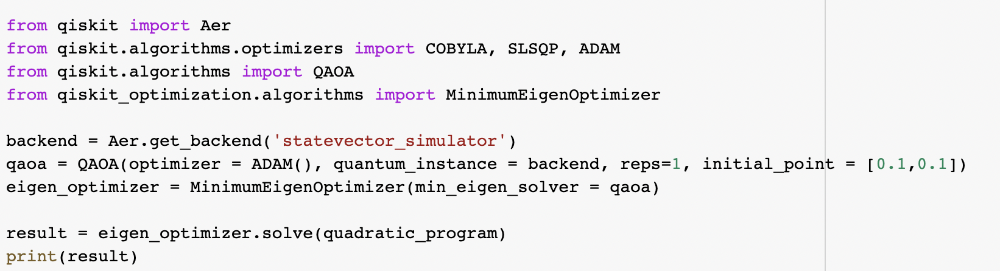 from qiskit import Aer
from qiskit.algorithms.optimizers import COBYLA, SLSQP, ADAM
from qiskit.algorithms import QAOA
from qiskit_optimization.algorithms import MinimumEigenOptimizer
backend = Aer.get_backend('statevector_simulator')
qaoa = QAOA(optimizer = ADAM(), quantum_instance = backend, reps=1, initial_point = [0.1,0.1])
eigen_optimizer = MinimumEigenOptimizer(min_eigen_solver = qaoa)
result = eigen_optimizer.solve(quadratic_program)
print(result)